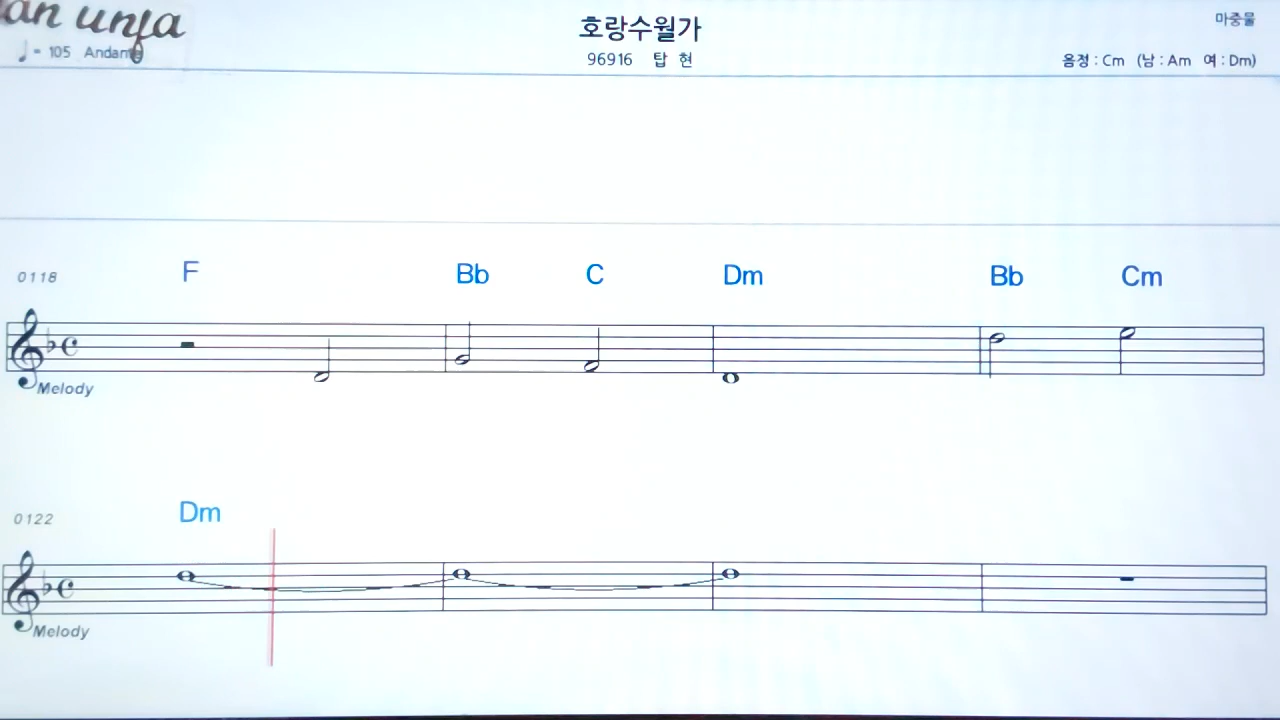 an unfa
호랑수월가
마중물
♩= 105 Andante
96916 탑 현
음정 : Cm (남 : Am 여 : Dm)
0118 F Bb C Dm Bb Cm
Melody
0122 Dm
Melody